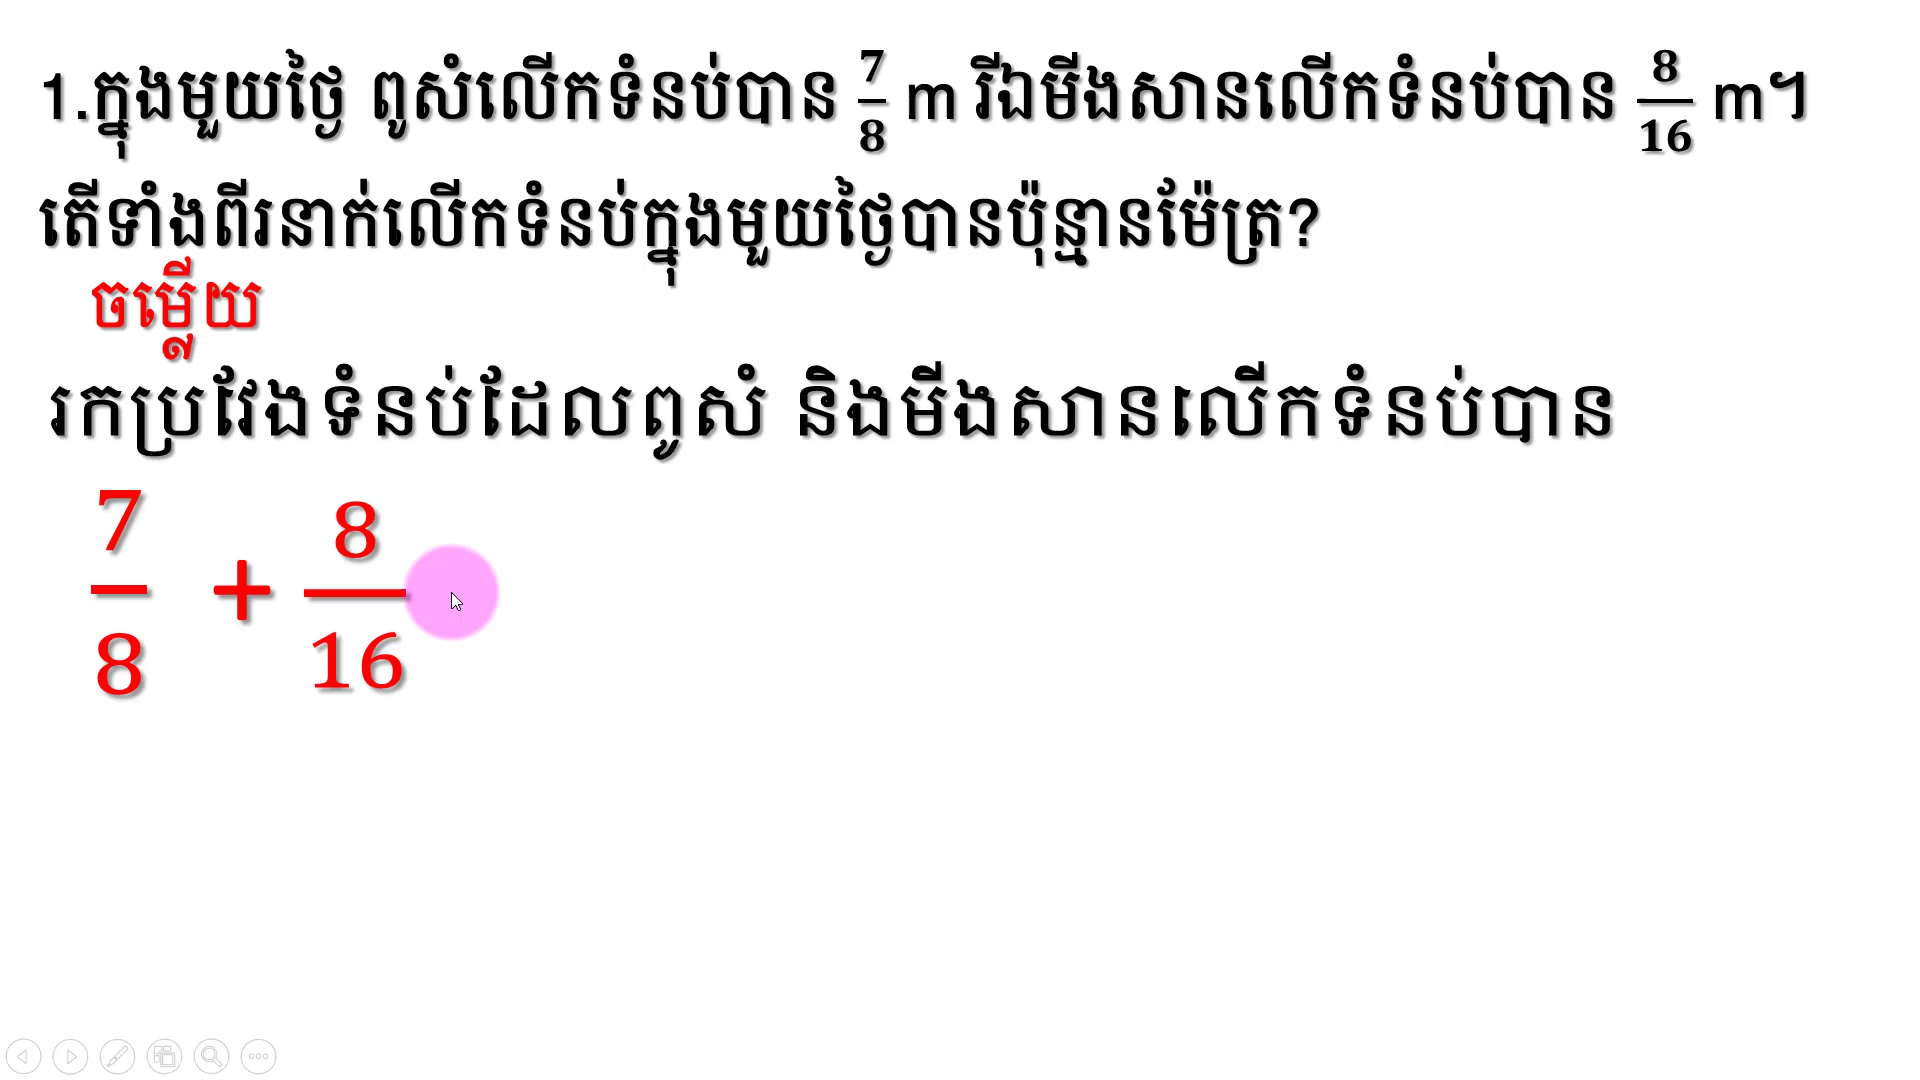 1.ក្នុងមួយថ្ងៃ ពូសំលើកទំនប់បាន 7/8 m រីឯមីងសានលើកទំនប់បាន 8/16 m។
តើទាំងពីរនាក់លើកទំនប់ក្នុងមួយថ្ងៃបានប៉ុន្មានម៉ែត្រ?
ចម្លើយ
រកប្រវែងទំនប់ដែលពូសំ និងមីងសានលើកទំនប់បាន
7/8 + 8/16